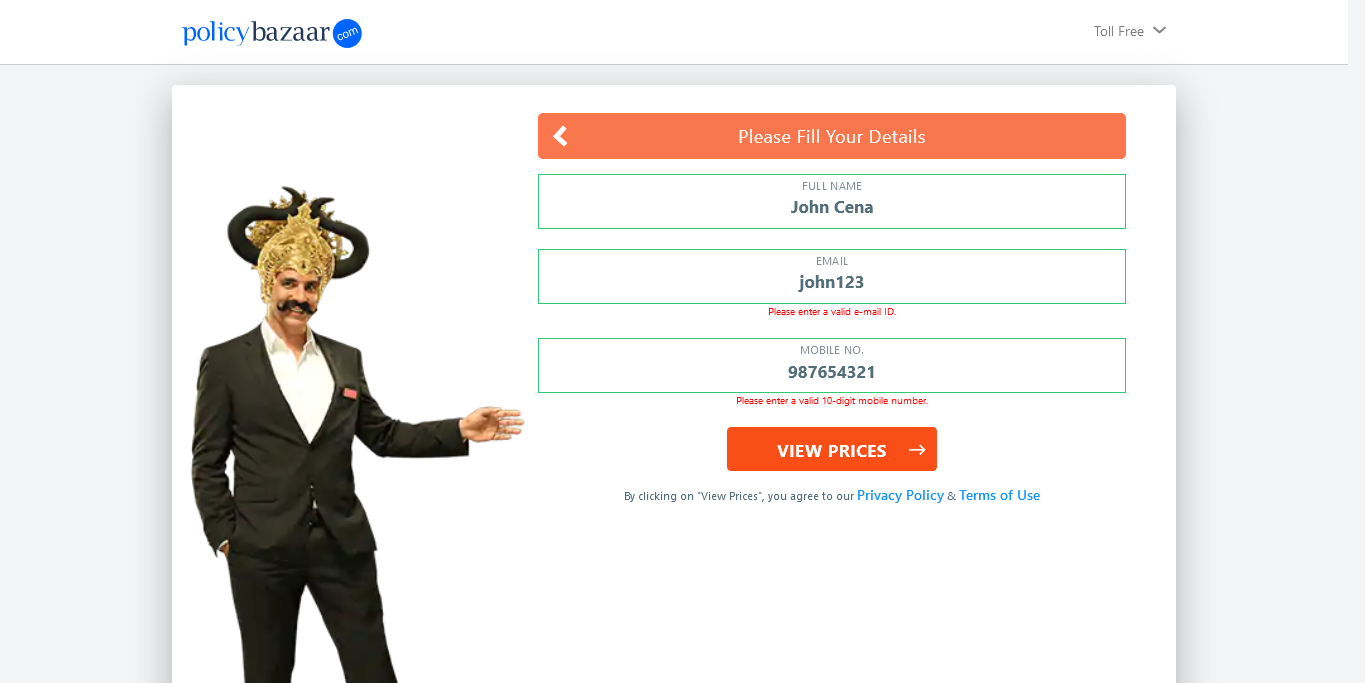 policybazaar com
Toll Free
Please Fill Your Details
FULL NAME
John Cena
EMAIL
john123
Please enter a valid e-mail ID.
MOBILE NO.
987654321
Please enter a valid 10-digit mobile number.
VIEW PRICES
By clicking on "View Prices", you agree to our Privacy Policy & Terms of Use